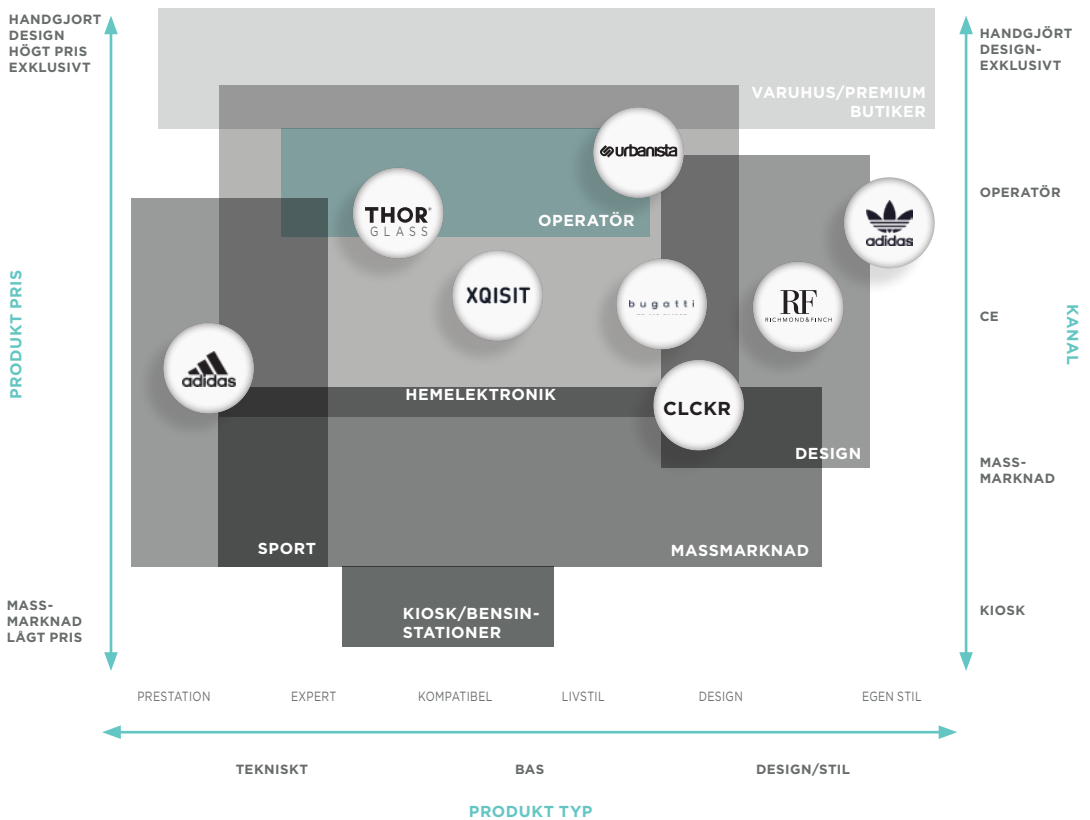 HANDGJORT
DESIGN
HÖGT PRIS
EXKLUSIVT
HANDGJÖRT
DESIGN-
EXKLUSIVT
VARUHUS/PREMIUM
BUTIKER
urbanista
THOR
GLASS
OPERATÖR
OPERATÖR
adidas
XQISIT
bugatti
RF
RICHMOND&FINCH
CE
PRODUKT PRIS
KANAL
adidas
HEMELEKTRONIK
CLCKR
DESIGN
MASS-
MARKNAD
SPORT
MASSMARKNAD
MASS-
MARKNAD
LÅGT PRIS
KIOSK/BENSIN-
STATIONER
KIOSK
PRESTATION
EXPERT
KOMPATIBEL
LIVSTIL
DESIGN
EGEN STIL
TEKNISKT
BAS
DESIGN/STIL
PRODUKT TYP